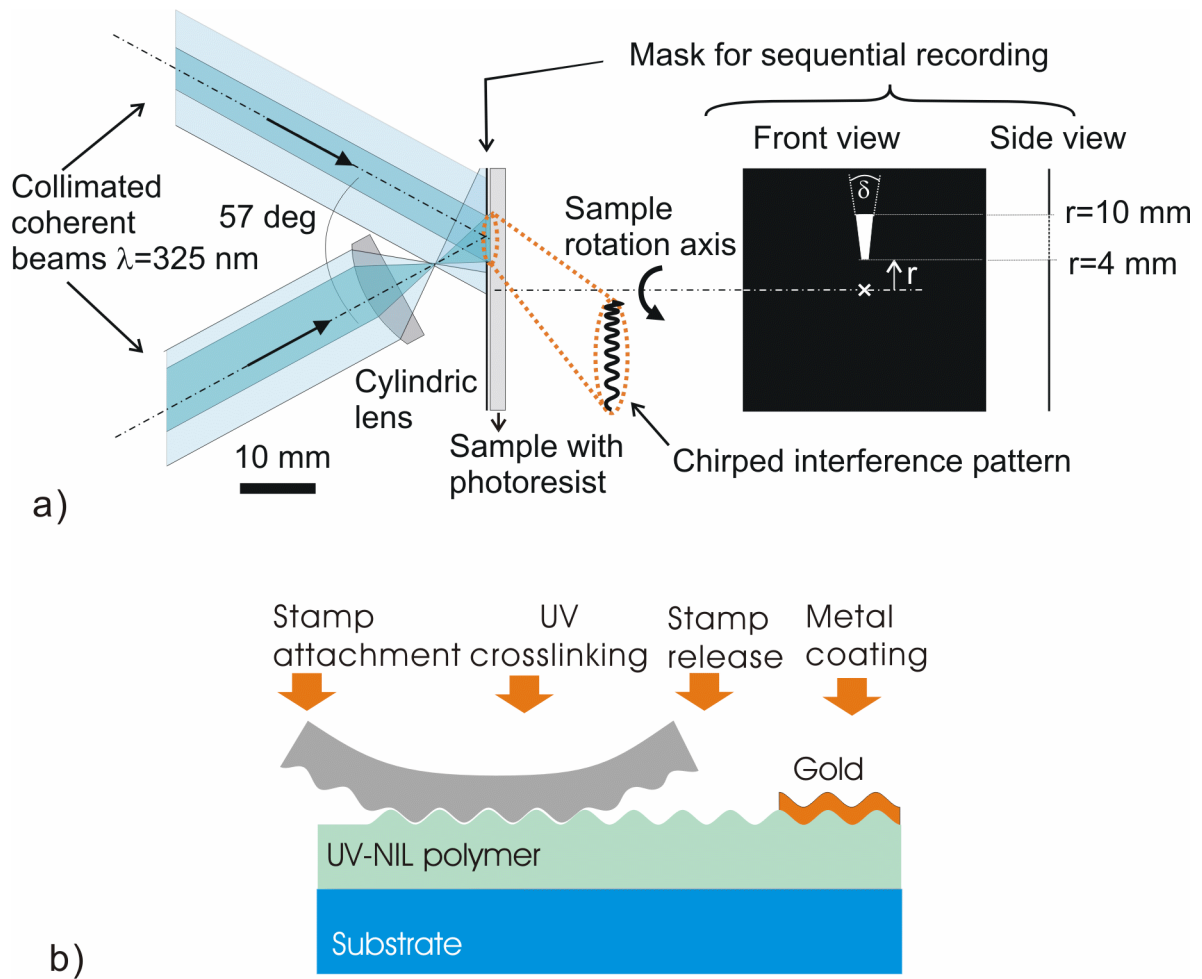 a)
Collimated
coherent
beams λ=325 nm
57 deg
Cylindric
lens
10 mm
Sample with
photoresist
Mask for sequential recording
Front view
Side view
δ
r=10 mm
r=4 mm
r
Sample
rotation axis
Chirped interference pattern
Stamp
attachment
UV
crosslinking
Stamp
release
Metal
coating
Gold
UV-NIL polymer
Substrate
b)